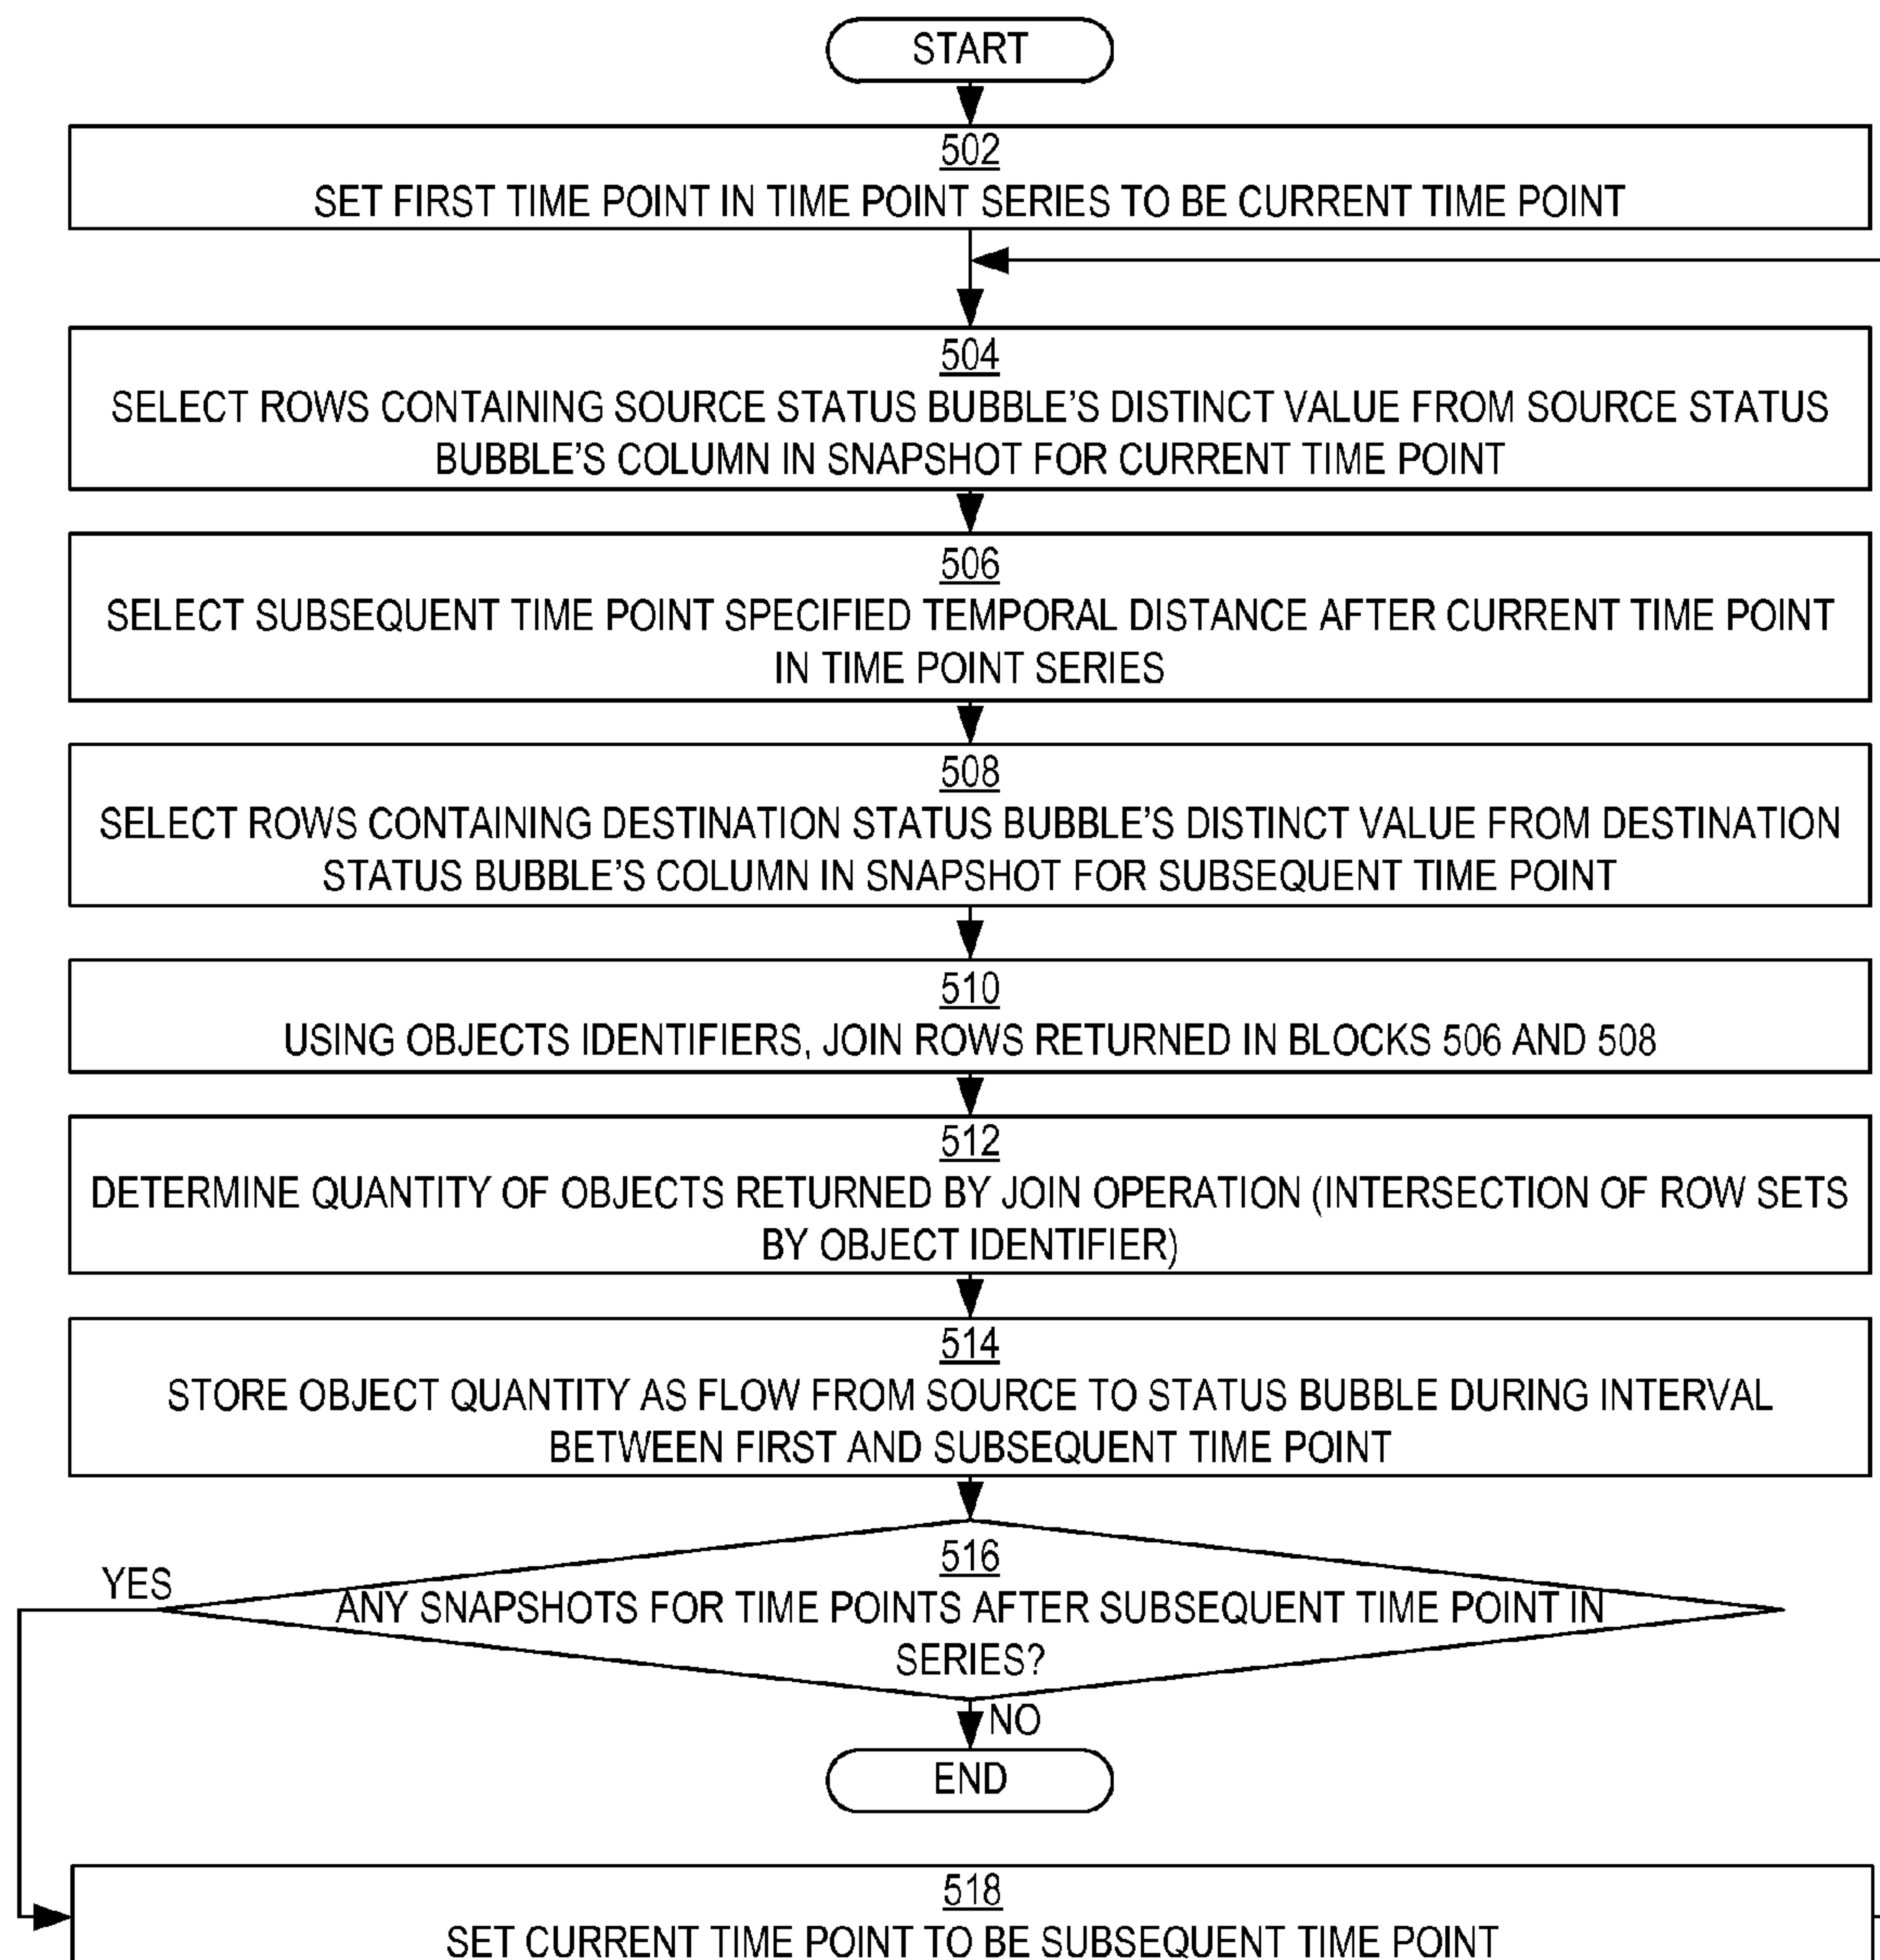 START
502
SET FIRST TIME POINT IN TIME POINT SERIES TO BE CURRENT TIME POINT
504
SELECT ROWS CONTAINING SOURCE STATUS BUBBLE'S DISTINCT VALUE FROM SOURCE STATUS
BUBBLE'S COLUMN IN SNAPSHOT FOR CURRENT TIME POINT
506
SELECT SUBSEQUENT TIME POINT SPECIFIED TEMPORAL DISTANCE AFTER CURRENT TIME POINT
IN TIME POINT SERIES
508
SELECT ROWS CONTAINING DESTINATION STATUS BUBBLE'S DISTINCT VALUE FROM DESTINATION
STATUS BUBBLE'S COLUMN IN SNAPSHOT FOR SUBSEQUENT TIME POINT
510
USING OBJECTS IDENTIFIERS, JOIN ROWS RETURNED IN BLOCKS 506 AND 508
512
DETERMINE QUANTITY OF OBJECTS RETURNED BY JOIN OPERATION (INTERSECTION OF ROW SETS
BY OBJECT IDENTIFIER)
514
STORE OBJECT QUANTITY AS FLOW FROM SOURCE TO STATUS BUBBLE DURING INTERVAL
BETWEEN FIRST AND SUBSEQUENT TIME POINT
516
YES
ANY SNAPSHOTS FOR TIME POINTS AFTER SUBSEQUENT TIME POINT IN
SERIES?
NO
END
518
SET CURRENT TIME POINT TO BE SUBSEQUENT TIME POINT